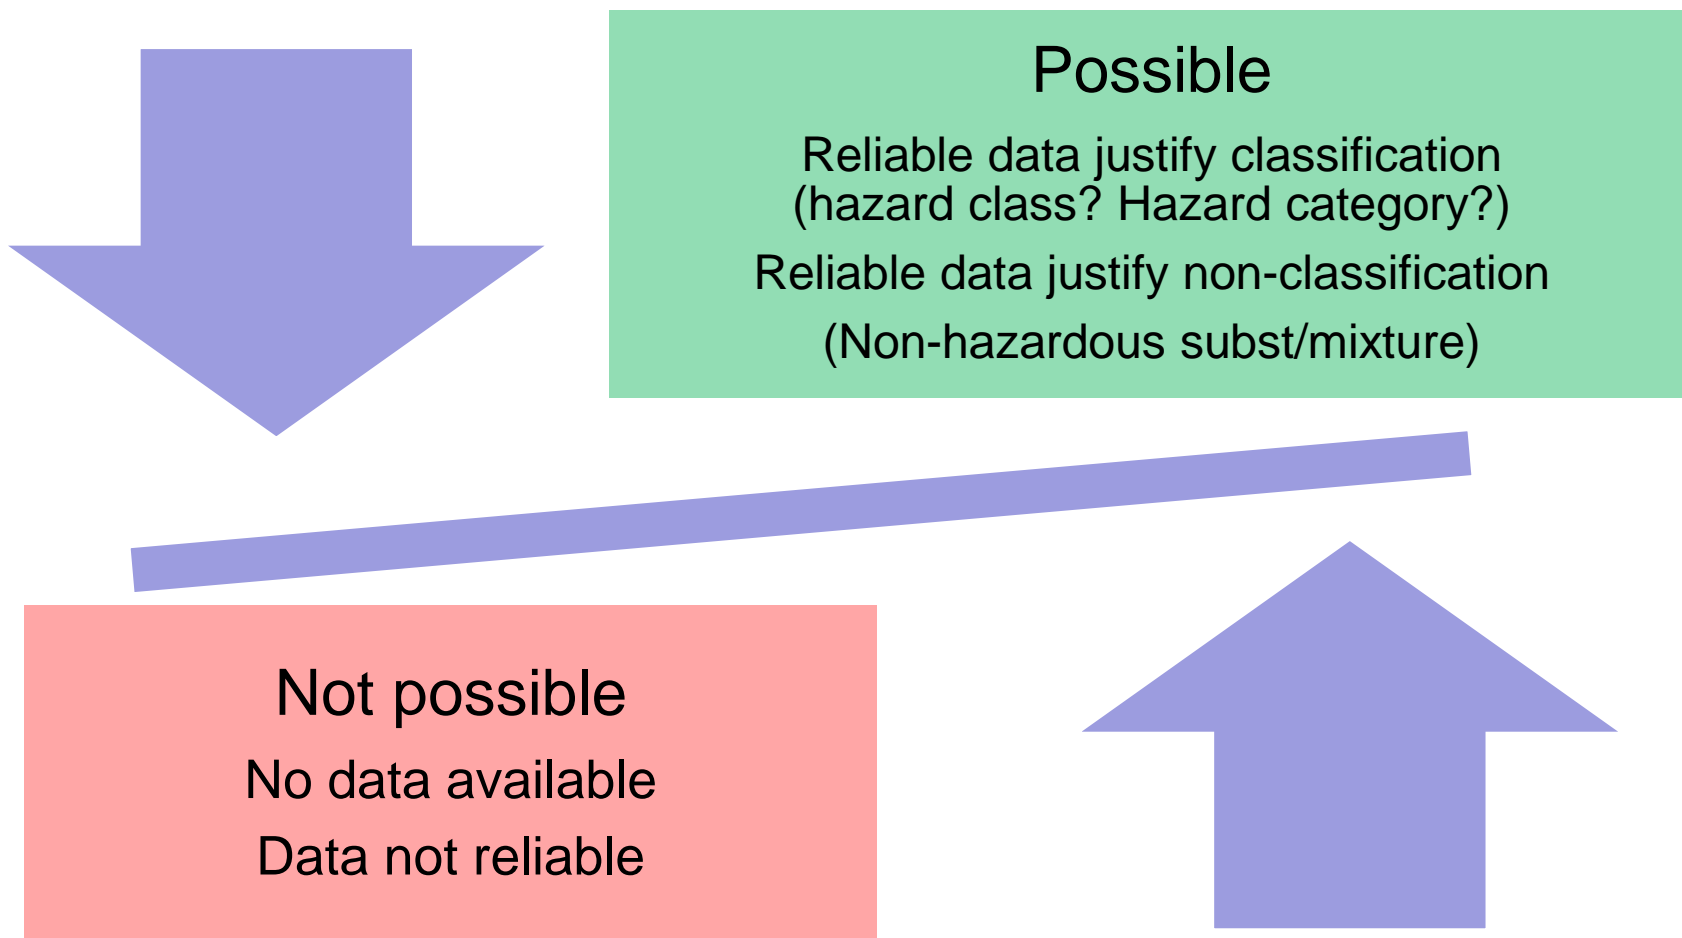 Possible
Reliable data justify classification
(hazard class? Hazard category?)
Reliable data justify non-classification
(Non-hazardous subst/mixture)
Not possible
No data available
Data not reliable